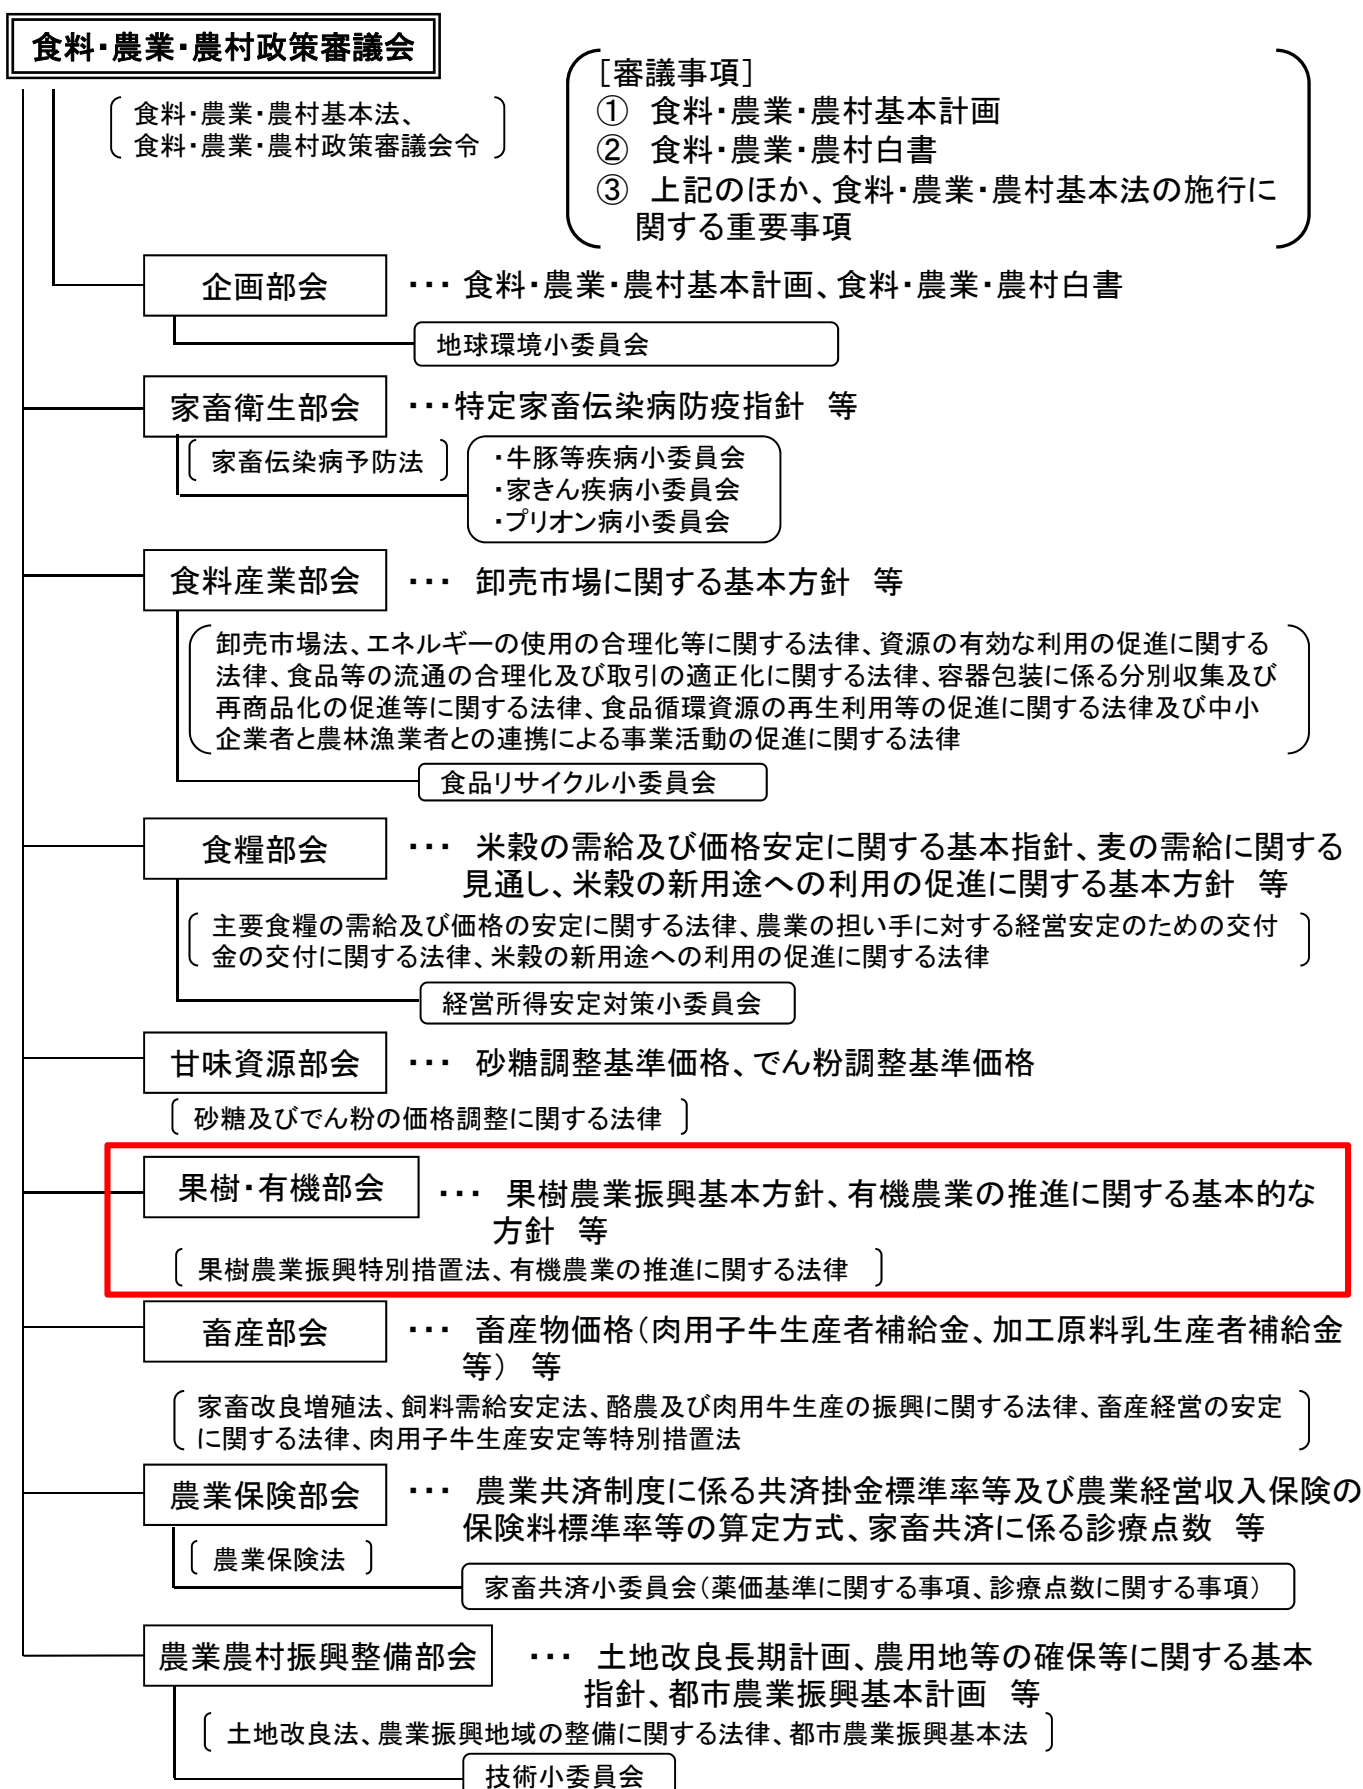 食料・農業・農村政策審議会
食料・農業・農村基本法、
食料・農業・農村政策審議会令
[審議事項]
① 食料・農業・農村基本計画
② 食料・農業・農村白書
③ 上記のほか、食料・農業・農村基本法の施行に
関する重要事項
企画部会 ・・・ 食料・農業・農村基本計画、食料・農業・農村白書
地球環境小委員会
家畜衛生部会 ・・・特定家畜伝染病防疫指針 等
家畜伝染病予防法
・牛豚等疾病小委員会
・家きん疾病小委員会
・プリオン病小委員会
食料産業部会 ・・・ 卸売市場に関する基本方針 等
卸売市場法、エネルギーの使用の合理化等に関する法律、資源の有効な利用の促進に関する
法律、食品等の流通の合理化及び取引の適正化に関する法律、容器包装に係る分別収集及び
再商品化の促進等に関する法律、食品循環資源の再生利用等の促進に関する法律及び中小
企業者と農林漁業者との連携による事業活動の促進に関する法律
食品リサイクル小委員会
食糧部会 ・・・ 米穀の需給及び価格安定に関する基本指針、麦の需給に関する
見通し、米穀の新用途への利用の促進に関する基本方針 等
主要食糧の需給及び価格の安定に関する法律、農業の担い手に対する経営安定のための交付
金の交付に関する法律、米穀の新用途への利用の促進に関する法律
経営所得安定対策小委員会
甘味資源部会 ・・・ 砂糖調整基準価格、でん粉調整基準価格
砂糖及びでん粉の価格調整に関する法律
果樹・有機部会 ・・・ 果樹農業振興基本方針、有機農業の推進に関する基本的な
方針 等
果樹農業振興特別措置法、有機農業の推進に関する法律
畜産部会 ・・・ 畜産物価格(肉用子牛生産者補給金、加工原料乳生産者補給金
等) 等
家畜改良増殖法、飼料需給安定法、酪農及び肉用牛生産の振興に関する法律、畜産経営の安定
に関する法律、肉用子牛生産安定等特別措置法
農業保険部会 ・・・ 農業共済制度に係る共済掛金標準率等及び農業経営収入保険の
保険料標準率等の算定方式、家畜共済に係る診療点数 等
農業保険法
家畜共済小委員会(薬価基準に関する事項、診療点数に関する事項)
農業農村振興整備部会 ・・・ 土地改良長期計画、農用地等の確保等に関する基本
指針、都市農業振興基本計画 等
土地改良法、農業振興地域の整備に関する法律、都市農業振興基本法
技術小委員会